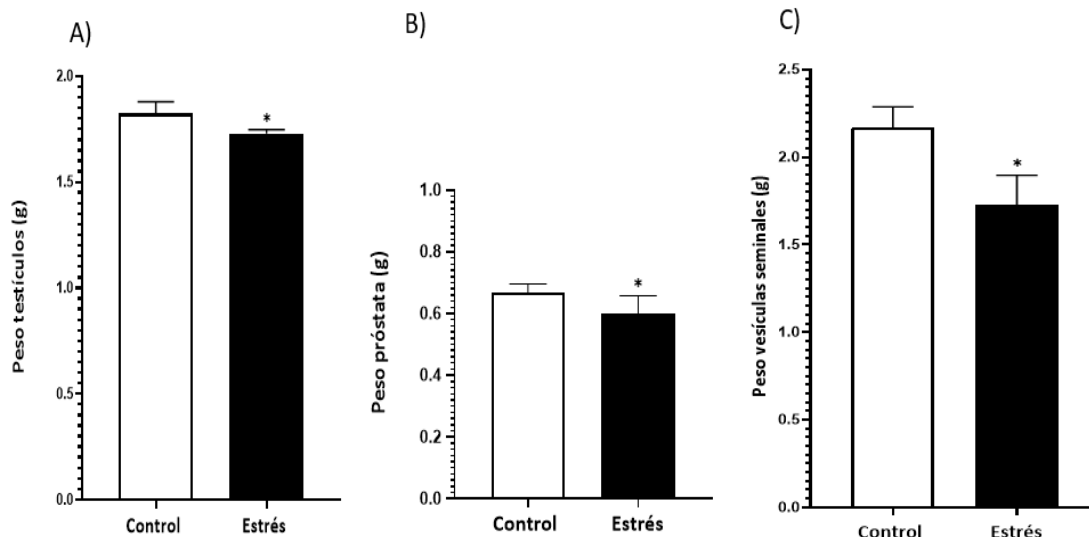 A)
Peso testículos (g)
2.0
1.5
1.0
0.5
0.0
*
Control
Estrés
B)
Peso próstata (g)
1.0
0.8
0.6
0.4
0.2
0.0
*
Control
Estrés
C)
Peso vesículas seminales (g)
2.5
2.0
1.5
1.0
0.5
0.0
*
Control
Estrés